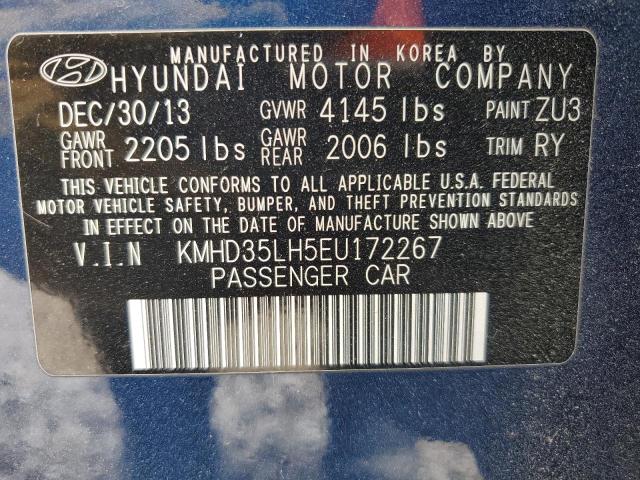 MANUFACTURED IN KOREA BY
HYUNDAI MOTOR COMPANY
DEC/30/13 GVWR 4145 lbs PAINT ZU3
GAWR FRONT 2205 lbs GAWR REAR 2006 lbs TRIM RY
THIS VEHICLE CONFORMS TO ALL APPLICABLE U.S.A. FEDERAL
MOTOR VEHICLE SAFETY, BUMPER, AND THEFT PREVENTION STANDARDS
IN EFFECT ON THE DATE OF MANUFACTURE SHOWN ABOVE
V.I.N KMHD35LH5EU172267
PASSENGER CAR